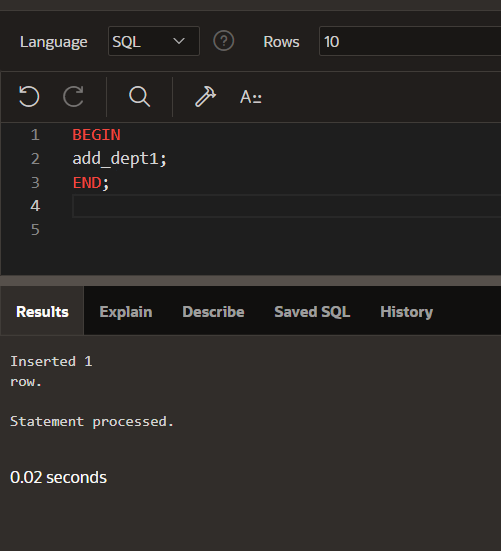 Language SQL Rows 10
A::
1 BEGIN
2 add_dept1;
3 END;
4
5
Results Explain Describe Saved SQL History
Inserted 1
row.
Statement processed.
0.02 seconds